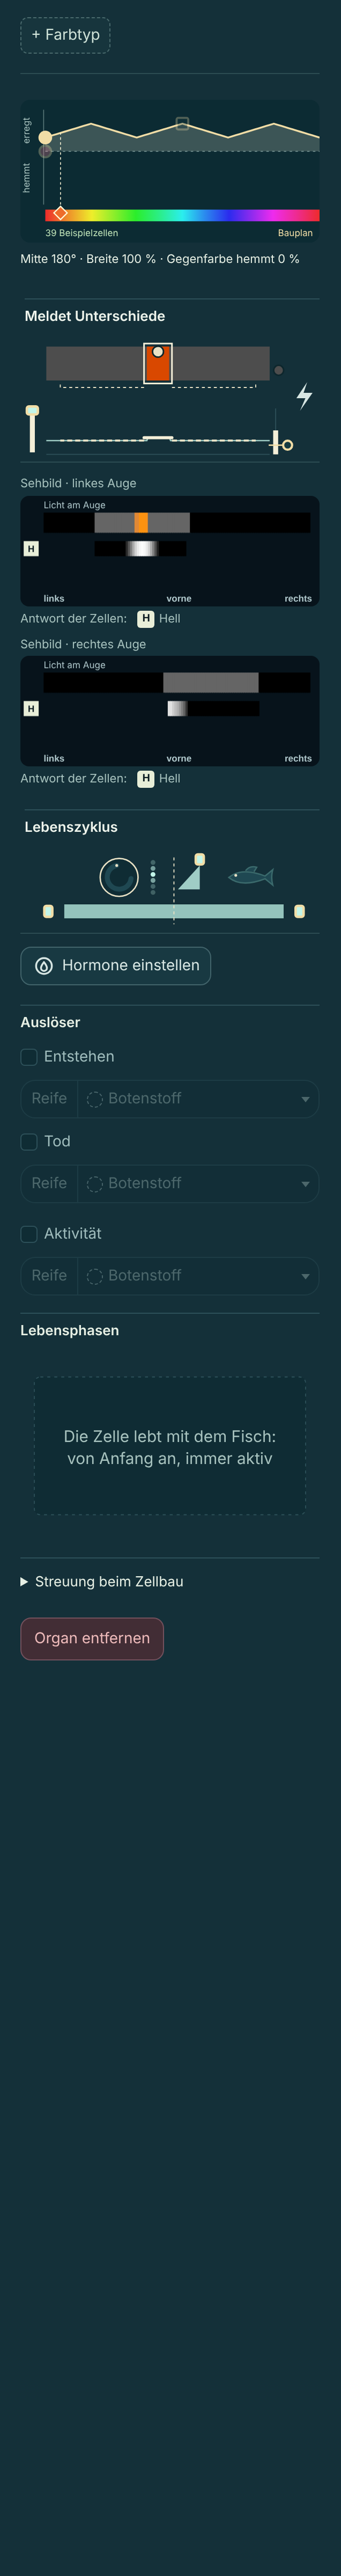 + Farbtyp
erregt
hemmt
39 Beispielzellen
Bauplan
Mitte 180° · Breite 100 % · Gegenfarbe hemmt 0 %
Meldet Unterschiede
Sehbild · linkes Auge
Licht am Auge
H
links vorne rechts
Antwort der Zellen: H Hell
Sehbild · rechtes Auge
Licht am Auge
H
links vorne rechts
Antwort der Zellen: H Hell
Lebenszyklus
Hormone einstellen
Auslöser
Entstehen
Reife Botenstoff
Tod
Reife Botenstoff
Aktivität
Reife Botenstoff
Lebensphasen
Die Zelle lebt mit dem Fisch:
von Anfang an, immer aktiv
Streuung beim Zellbau
Organ entfernen